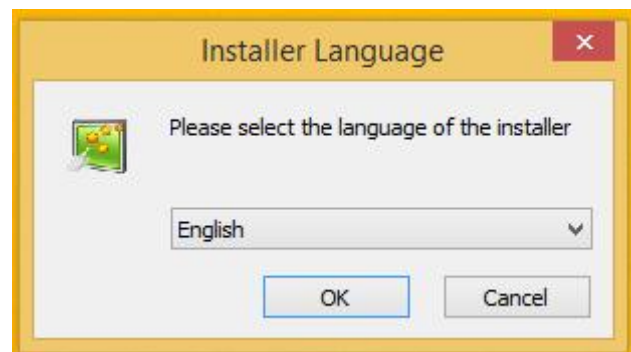 Installer Language
Please select the language of the installer
English
OK
Cancel